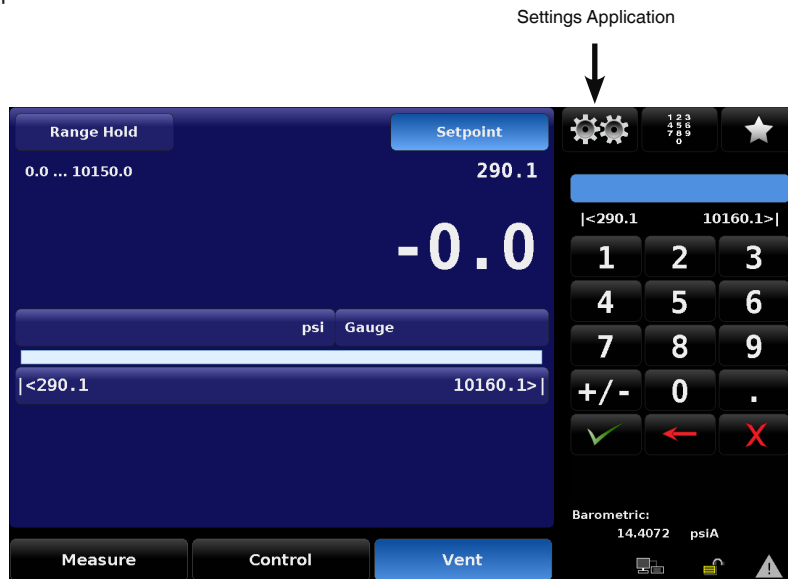 Settings Application
Range Hold
Setpoint
1 2 3
4 5 6
7 8 9
0
0.0 ... 10150.0
290.1
-0.0
psi Gauge
|<290.1 10160.1>|
|<290.1 10160.1>|
1 2 3
4 5 6
7 8 9
+/- 0 .
X
Barometric:
14.4072 psiA
Measure
Control
Vent